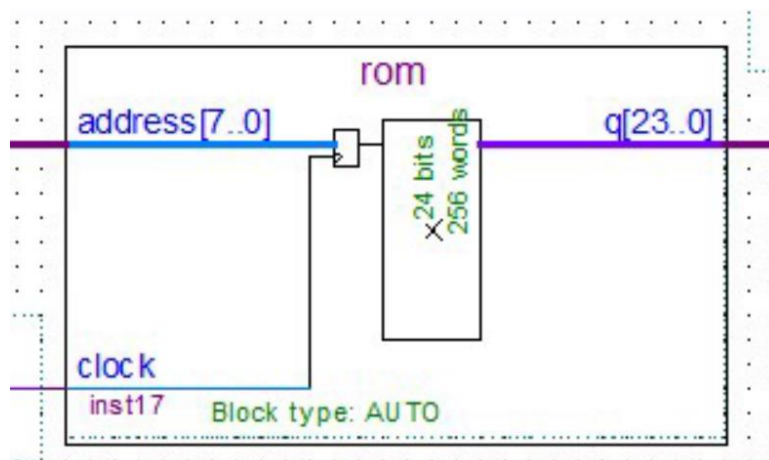 rom
address[7..0]
q[23..0]
24 bits
256 words
clock
inst17
Block type: AUTO